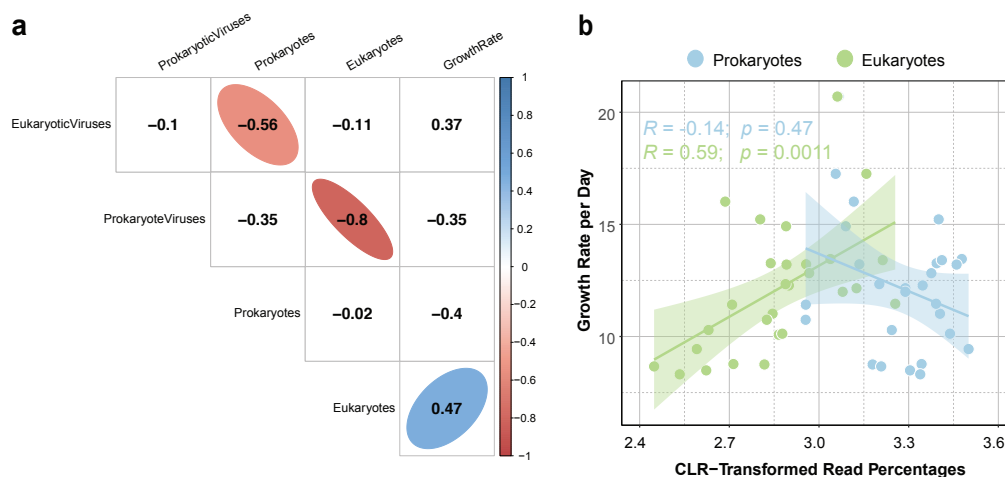 a
ProkaryoticViruses
Prokaryotes
Eukaryotes
GrowthRate
EukaryoticViruses
−0.1
−0.56
−0.11
0.37
ProkaryoteViruses
−0.35
−0.8
−0.35
Prokaryotes
−0.02
−0.4
Eukaryotes
0.47
1
0.8
0.6
0.4
0.2
0
−0.2
−0.4
−0.6
−0.8
−1
b
Prokaryotes
Eukaryotes
R = -0.14; p = 0.47
R = 0.59; p = 0.0011
Growth Rate per Day
20
15
10
2.4
2.7
3.0
3.3
3.6
CLR−Transformed Read Percentages